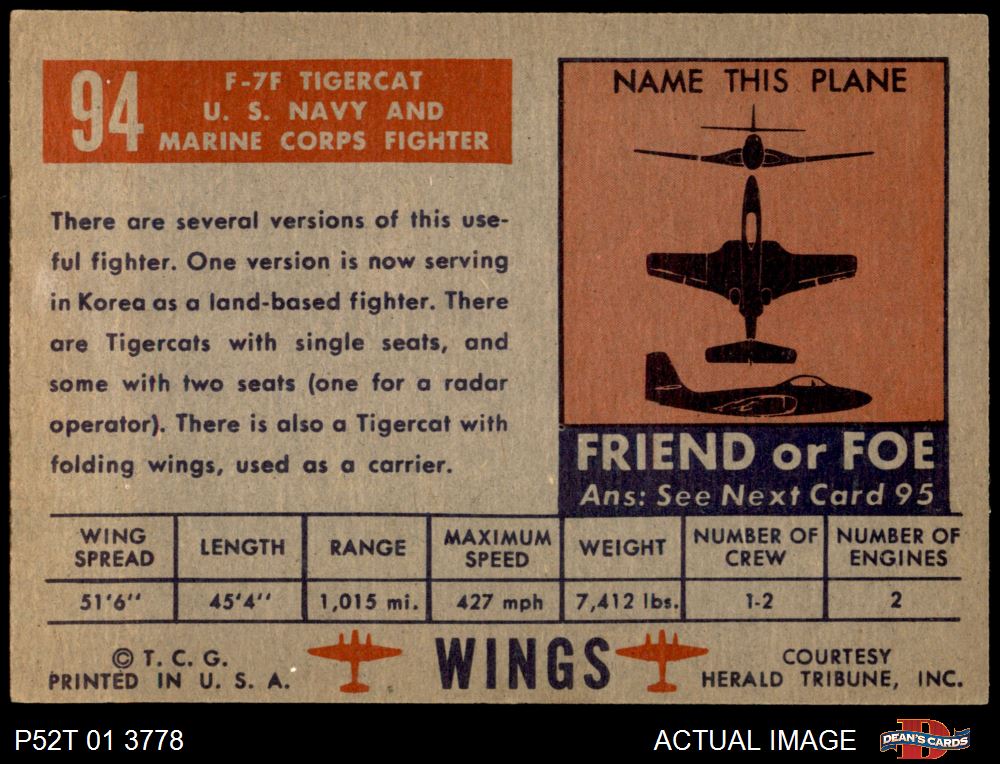 94
F-7F TIGERCAT
U. S. NAVY AND
MARINE CORPS FIGHTER
There are several versions of this use-
ful fighter. One version is now serving
in Korea as a land-based fighter. There
are Tigercats with single seats, and
some with two seats (one for a radar
operator). There is also a Tigercat with
folding wings, used as a carrier.
NAME THIS PLANE
FRIEND or FOE
Ans: See Next Card 95
WING SPREAD LENGTH RANGE MAXIMUM SPEED WEIGHT NUMBER OF CREW NUMBER OF ENGINES
51'6" 45'4" 1,015 mi. 427 mph 7,412 lbs. 1-2 2
© T. C. G.
PRINTED IN U. S. A.
WINGS
COURTESY
HERALD TRIBUNE, INC.
P52T 01 3778
ACTUAL IMAGE
D
DEAN'S CARDS